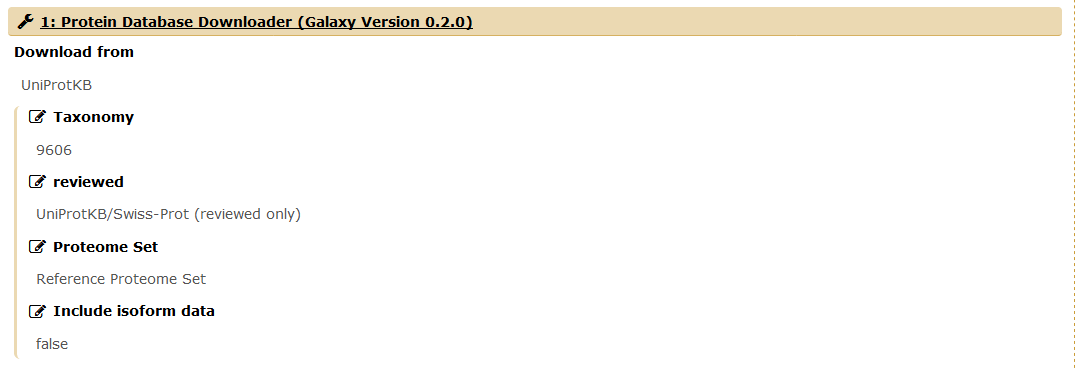 1: Protein Database Downloader (Galaxy Version 0.2.0)
Download from
UniProtKB
Taxonomy
9606
reviewed
UniProtKB/Swiss-Prot (reviewed only)
Proteome Set
Reference Proteome Set
Include isoform data
false